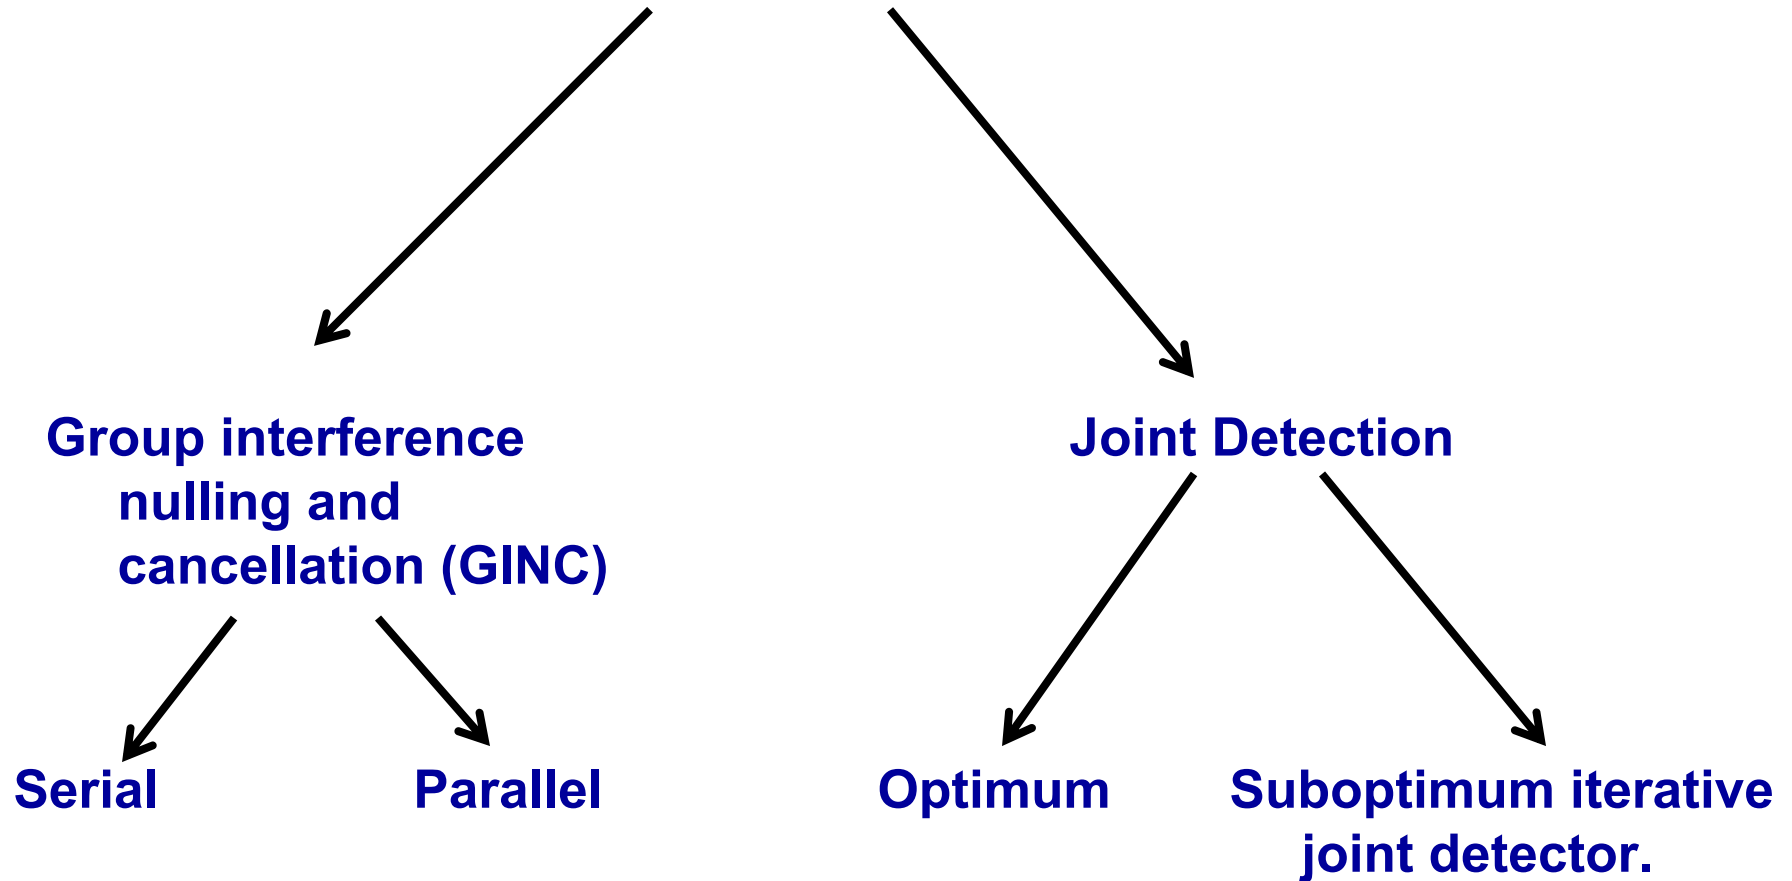 Group interference
nulling and
cancellation (GINC)
Joint Detection
Serial
Parallel
Optimum
Suboptimum iterative
joint detector.